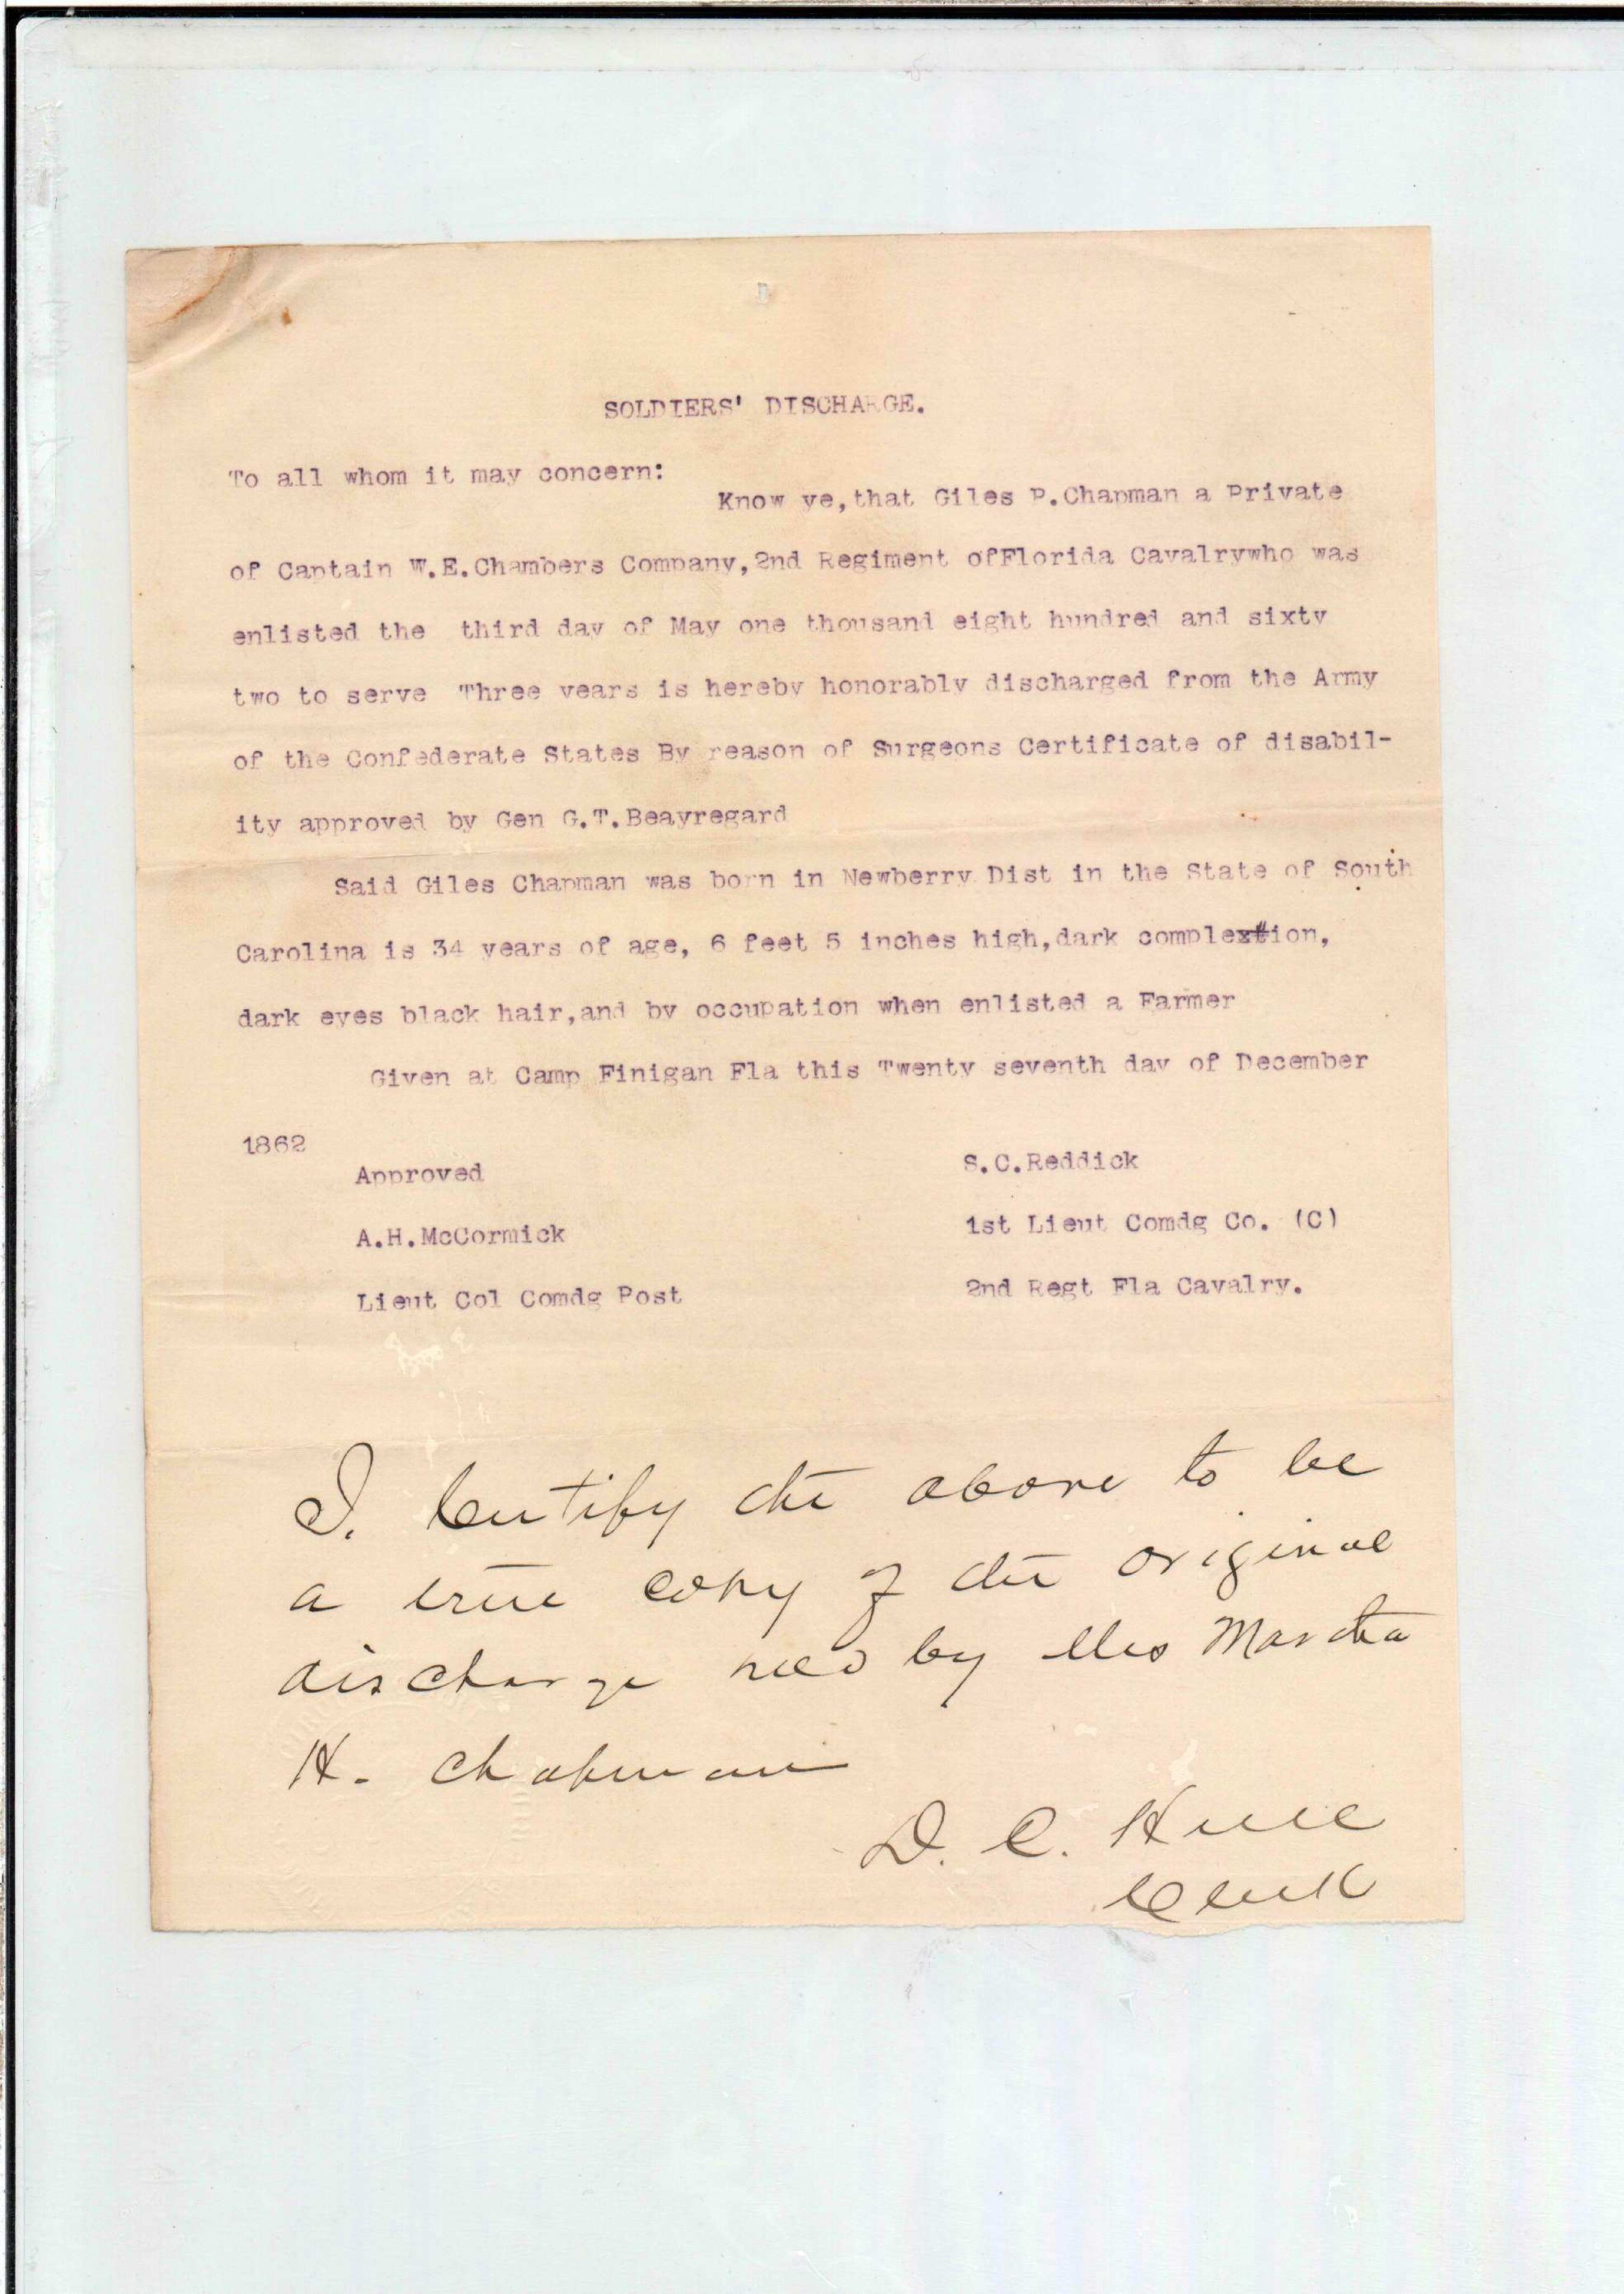 SOLDIERS' DISCHARGE.
To all whom it may concern:
Know ye,that Giles P.Chapman a Private
of Captain W.E.Chambers Company,2nd Regiment ofFlorida Cavalrywho was
enlisted the third day of May one thousand eight hundred and sixty
two to serve Three years is hereby honorably discharged from the Army
of the Confederate States By reason of Surgeons Certificate of disabil-
ity approved by Gen G.T.Beayregard
Said Giles Chapman was born in Newberry Dist in the State of South
Carolina is 34 years of age, 6 feet 5 inches high,dark complextion,
dark eyes black hair,and by occupation when enlisted a Farmer
Given at Camp Finigan Fla this Twenty seventh day of December
1862
Approved
A.H.McCormick
Lieut Col Comdg Post
S.C.Reddick
1st Lieut Comdg Co. (C)
2nd Regt Fla Cavalry.
I. Certify the above to be
a true copy of the original
discharge held by Mrs Martha
H. Chapman
D. C. Hull
Clerk